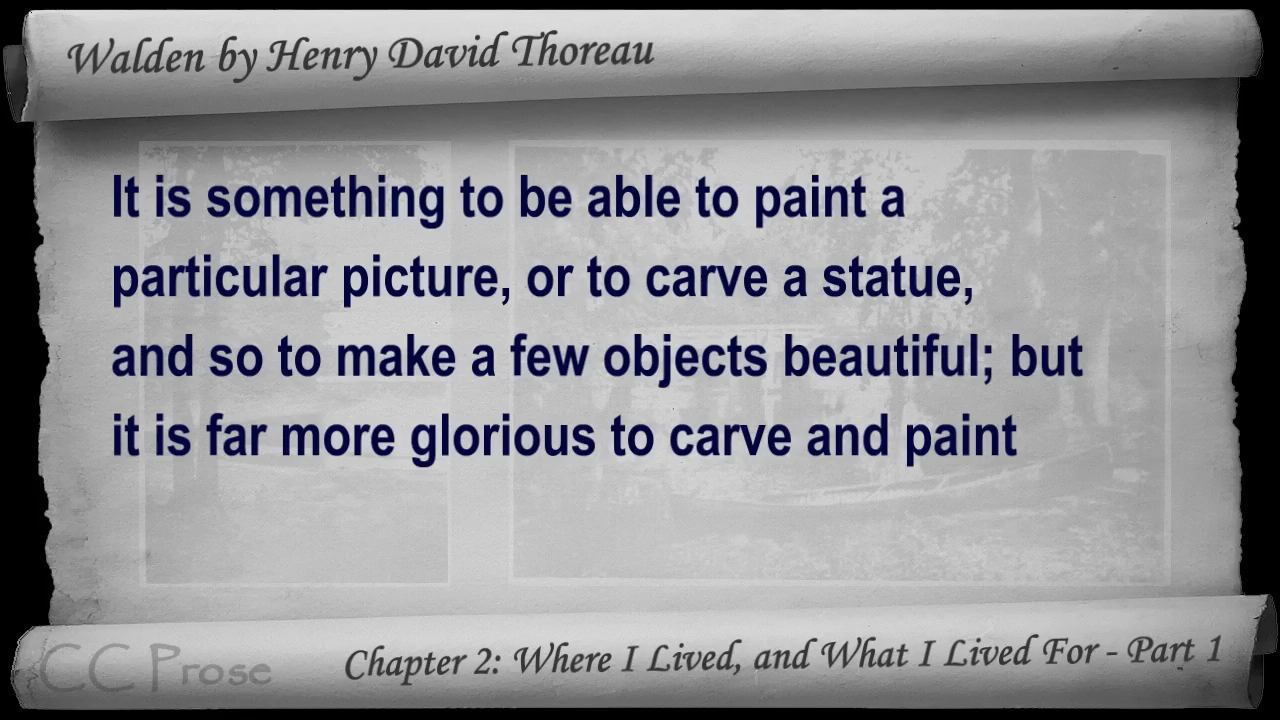 Walden by Henry David Thoreau
It is something to be able to paint a
particular picture, or to carve a statue,
and so to make a few objects beautiful; but
it is far more glorious to carve and paint
CC Prose
Chapter 2: Where I Lived, and What I Lived For - Part 1